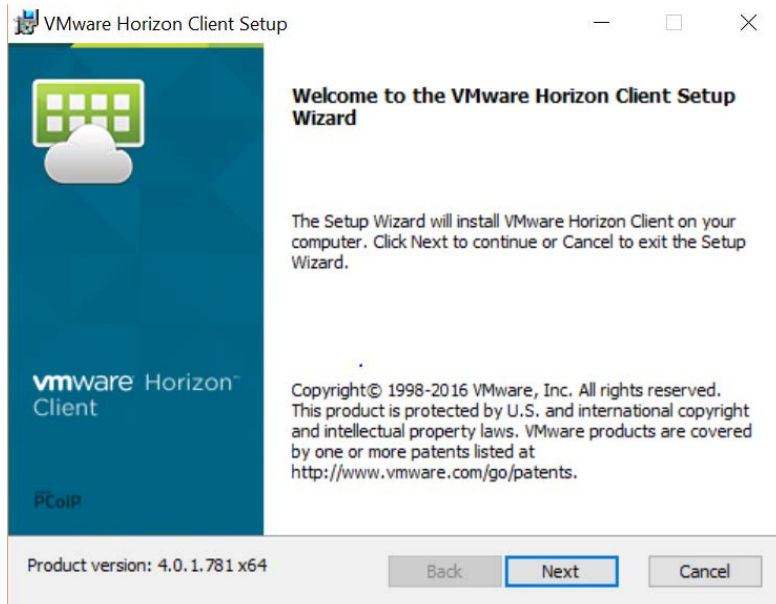 VMware Horizon Client Setup
Welcome to the VMware Horizon Client Setup
Wizard
The Setup Wizard will install VMware Horizon Client on your
computer. Click Next to continue or Cancel to exit the Setup
Wizard.
vmware Horizon™
Client
Copyright© 1998-2016 VMware, Inc. All rights reserved.
This product is protected by U.S. and international copyright
and intellectual property laws. VMware products are covered
by one or more patents listed at
http://www.vmware.com/go/patents.
PCoIP
Product version: 4.0.1.781 x64
Back
Next
Cancel